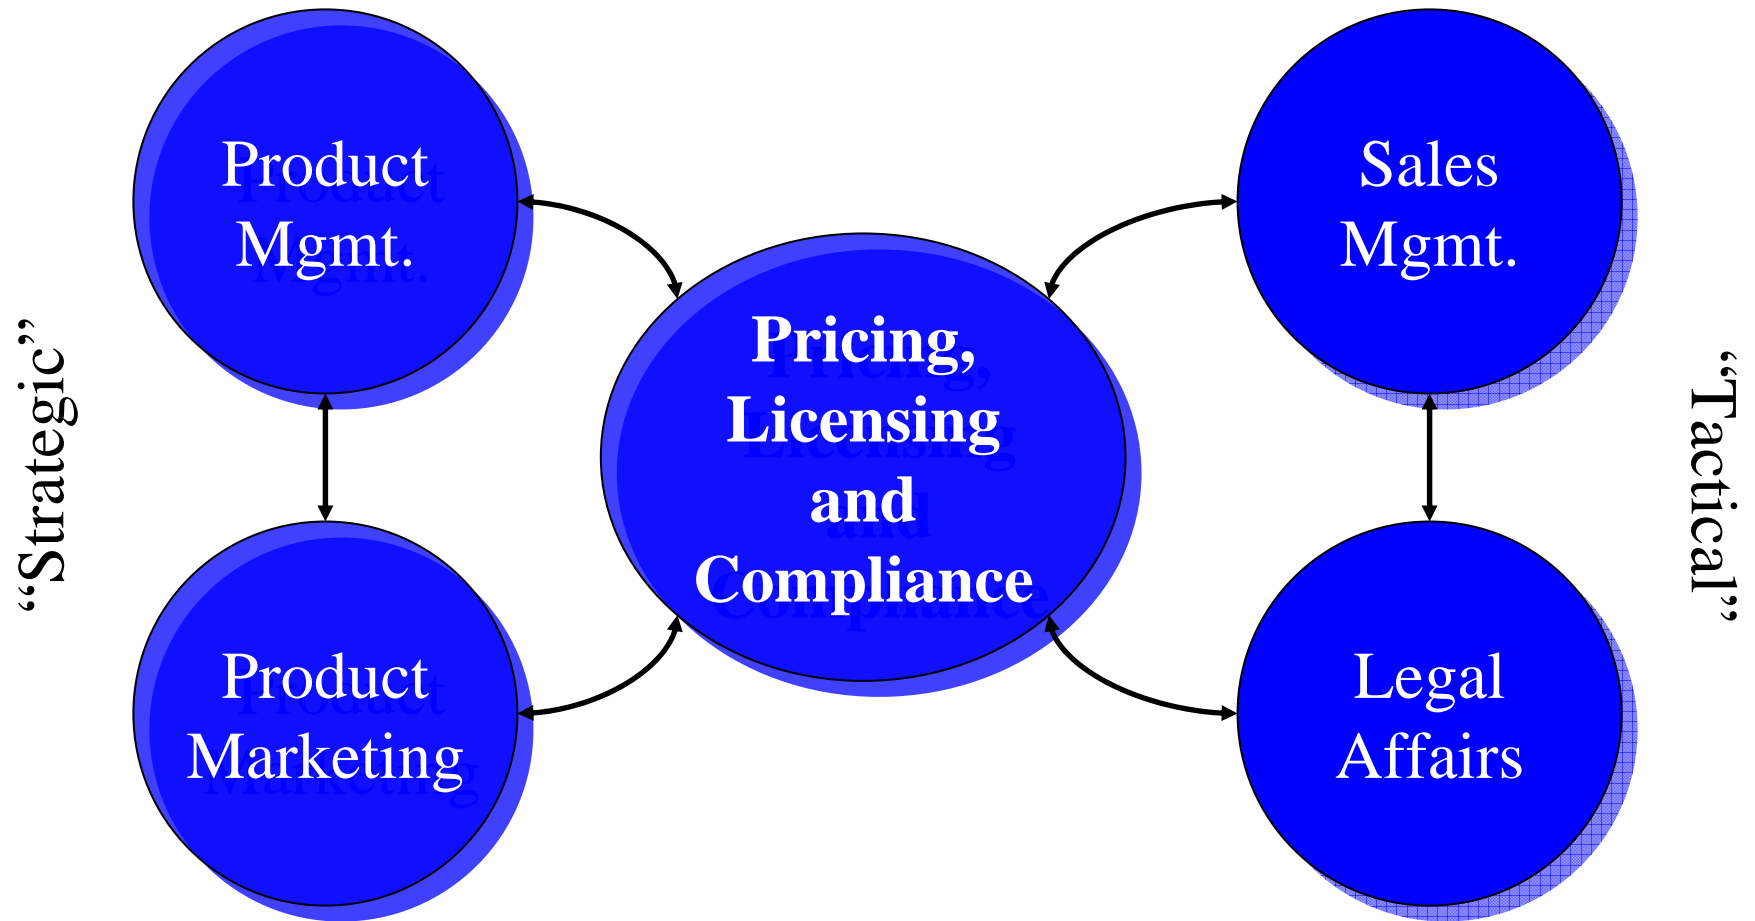 “Strategic”
Product
Mgmt.
Product
Marketing
Pricing,
Licensing
and
Compliance
Sales
Mgmt.
Legal
Affairs
“Tactical”